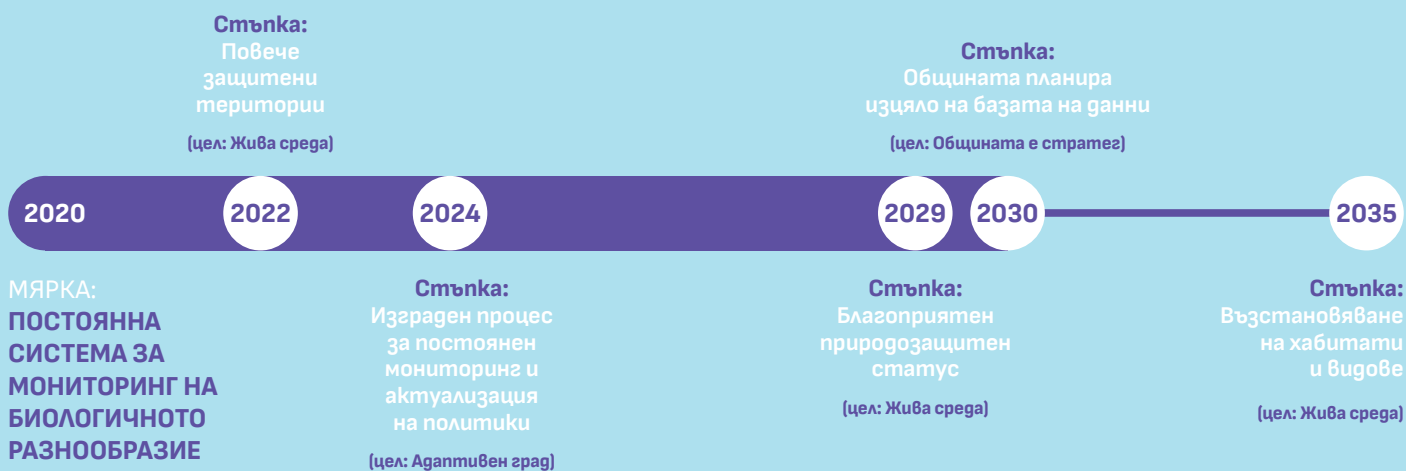 Стъпка:
Повече
защитени
територии
(цел: Жива среда)
Стъпка:
Общината планира
изцяло на базата на данни
(цел: Общината е стратег)
2020
2022
2024
2029
2030
2035
МЯРКА:
ПОСТОЯННА
СИСТЕМА ЗА
МОНИТОРИНГ НА
БИОЛОГИЧНОТО
РАЗНООБРАЗИЕ
Стъпка:
Изграден процес
за постоянен
мониторинг и
актуализация
на политики
(цел: Адаптивен град)
Стъпка:
Благоприятен
природозащитен
статус
(цел: Жива среда)
Стъпка:
Възстановяване
на хабитати
и видове
(цел: Жива среда)